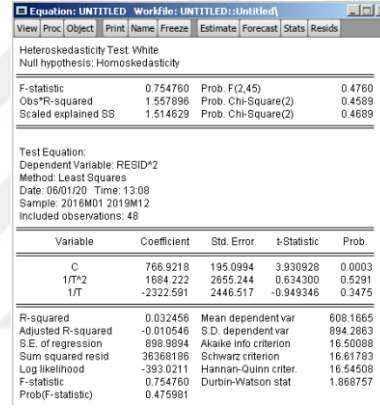 Equation: UNTITLED Workfile: UNTITLED::Untitled\
View Proc Object Print Name Freeze Estimate Forecast Stats Resids
Heteroskedasticity Test: White
Null hypothesis: Homoskedasticity
F-statistic 0.754760 Prob. F(2,45) 0.4760
Obs*R-squared 1.557896 Prob. Chi-Square(2) 0.4589
Scaled explained SS 1.514629 Prob. Chi-Square(2) 0.4689
Test Equation:
Dependent Variable: RESID^2
Method: Least Squares
Date: 06/01/20 Time: 13:08
Sample: 2016M01 2019M12
Included observations: 48
Variable Coefficient Std. Error t-Statistic Prob.
C 766.9218 195.0994 3.930928 0.0003
1/T^2 1684.222 2655.244 0.634300 0.5291
1/T -2322.591 2446.517 -0.949346 0.3475
R-squared 0.032456 Mean dependent var 608.1665
Adjusted R-squared -0.010546 S.D. dependent var 894.2863
S.E. of regression 898.9894 Akaike info criterion 16.50088
Sum squared resid 36368186 Schwarz criterion 16.61783
Log likelihood -393.0211 Hannan-Quinn criter. 16.54508
F-statistic 0.754760 Durbin-Watson stat 1.868757
Prob(F-statistic) 0.475981